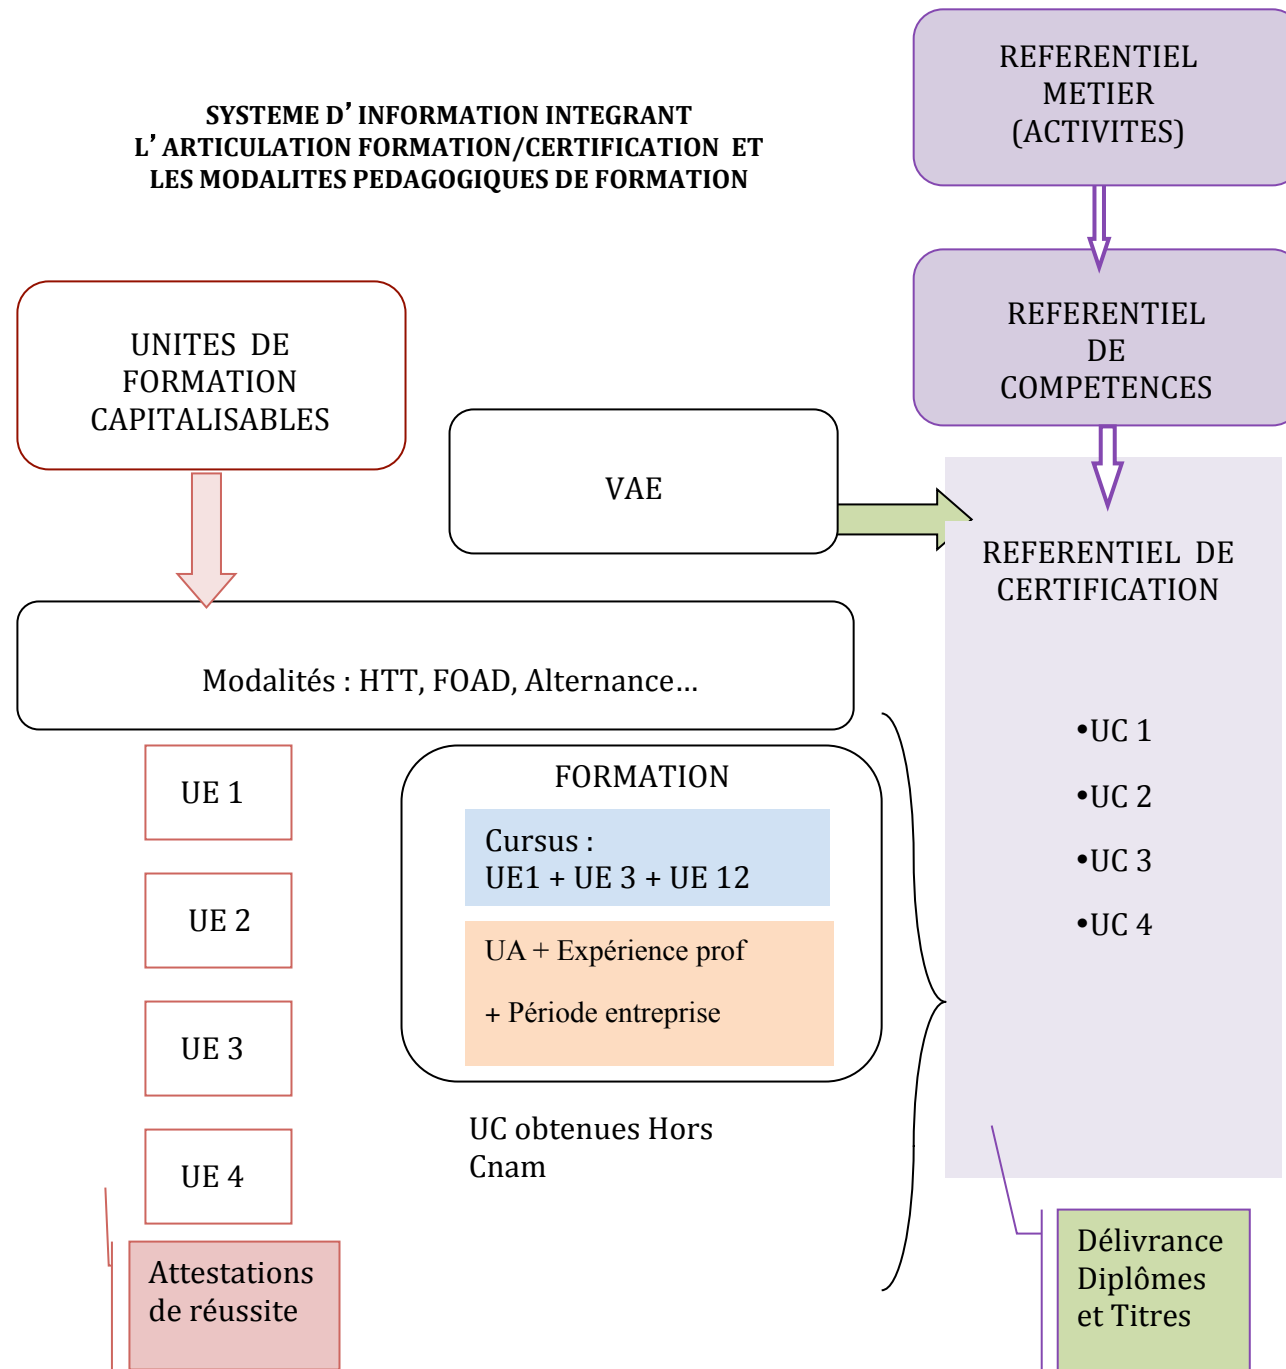 SYSTEME D' INFORMATION INTEGRANT
L' ARTICULATION FORMATION/CERTIFICATION ET
LES MODALITES PEDAGOGIQUES DE FORMATION
REFERENTIEL
METIER
(ACTIVITES)
REFERENTIEL
DE
COMPETENCES
UNITES DE
FORMATION
CAPITALISABLES
VAE
REFERENTIEL DE
CERTIFICATION
•UC 1
•UC 2
•UC 3
•UC 4
Modalités : HTT, FOAD, Alternance…
UE 1
UE 2
UE 3
UE 4
FORMATION
Cursus :
UE1 + UE 3 + UE 12
UA + Expérience prof
+ Période entreprise
UC obtenues Hors
Cnam
Attestations
de réussite
Délivrance
Diplômes
et Titres